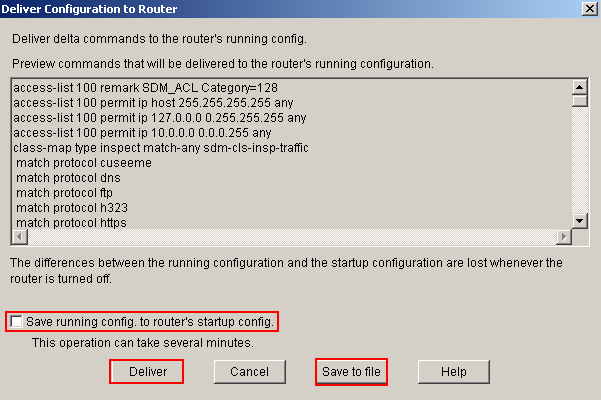 Deliver Configuration to Router
Deliver delta commands to the router's running config.
Preview commands that will be delivered to the router's running configuration.
access-list 100 remark SDM_ACL Category=128
access-list 100 permit ip host 255.255.255.255 any
access-list 100 permit ip 127.0.0.0 0.255.255.255 any
access-list 100 permit ip 10.0.0.0 0.0.0.255 any
class-map type inspect match-any sdm-cls-insp-traffic
match protocol cuseeme
match protocol dns
match protocol ftp
match protocol h323
match protocol https
The differences between the running configuration and the startup configuration are lost whenever the
router is turned off.
Save running config. to router's startup config.
This operation can take several minutes.
Deliver Cancel Save to file Help